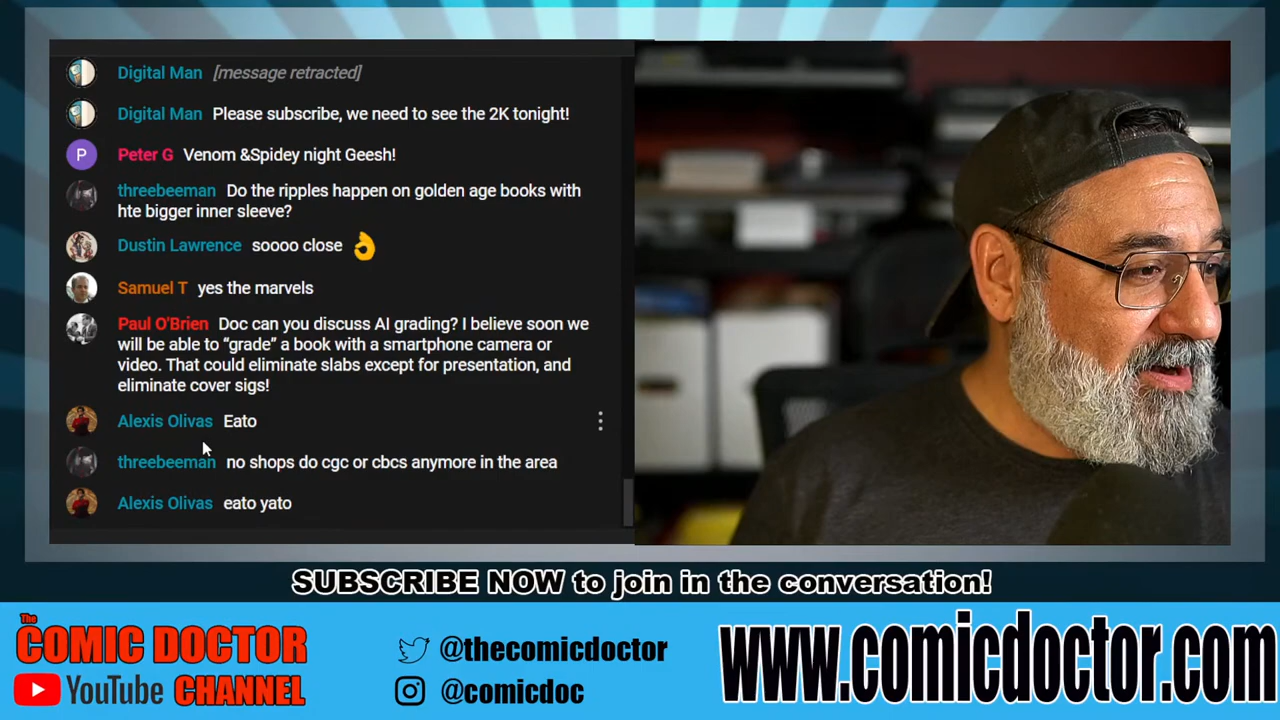 Digital Man [message retracted]
Digital Man Please subscribe, we need to see the 2K tonight!
P
Peter G Venom &Spidey night Geesh!
threebeeman Do the ripples happen on golden age books with
hte bigger inner sleeve?
Dustin Lawrence soooo close 👌
Samuel T yes the marvels
Paul O'Brien Doc can you discuss AI grading? I believe soon we
will be able to “grade” a book with a smartphone camera or
video. That could eliminate slabs except for presentation, and
eliminate cover sigs!
Alexis Olivas Eato
threebeeman no shops do cgc or cbcs anymore in the area
Alexis Olivas eato yato
SUBSCRIBE NOW to join in the conversation!
The
COMIC DOCTOR
YouTube CHANNEL
@thecomicdoctor
@comicdoc
www.comicdoctor.com